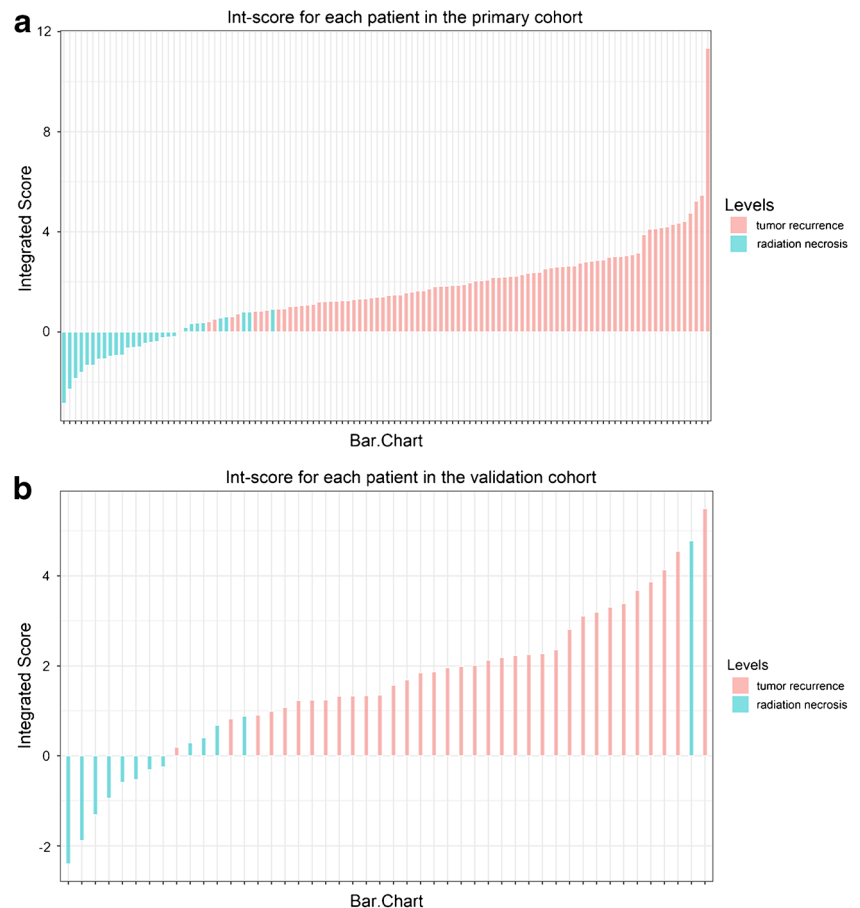 a
Int-score for each patient in the primary cohort
12
8
4
0
Integrated Score
Bar.Chart
Levels
tumor recurrence
radiation necrosis
b
Int-score for each patient in the validation cohort
4
2
0
-2
Integrated Score
Bar.Chart
Levels
tumor recurrence
radiation necrosis